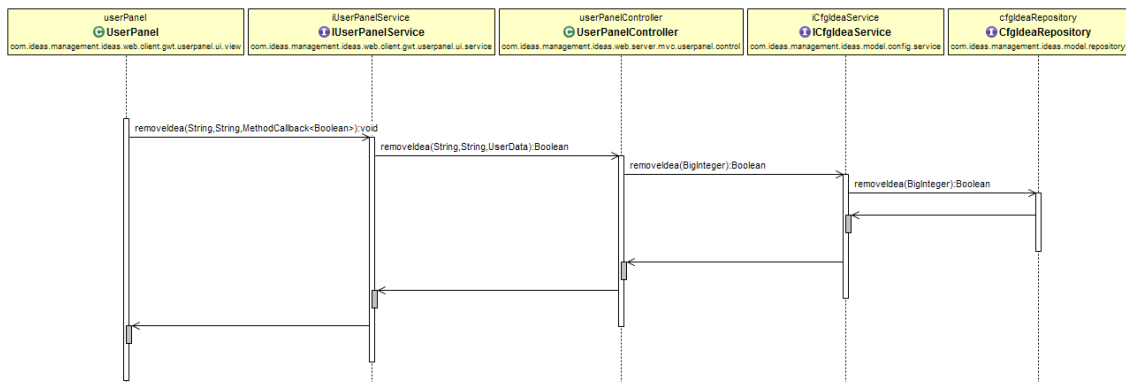 userPanel
C UserPanel
com.ideas.management.ideas.web.client.gwt.userpanel.ui.view
iUserPanelService
I IUserPanelService
com.ideas.management.ideas.web.client.gwt.userpanel.ui.service
userPanelController
C UserPanelController
com.ideas.management.ideas.web.server.mvc.userpanel.control
iCfgIdeaService
I ICfgIdeaService
com.ideas.management.ideas.model.config.service
cfgIdeaRepository
I CfgIdeaRepository
com.ideas.management.ideas.model.repository
removeIdea(String,String,MethodCallback<Boolean>):void
removeIdea(String,String,UserData):Boolean
removeIdea(BigInteger):Boolean
removeIdea(BigInteger):Boolean